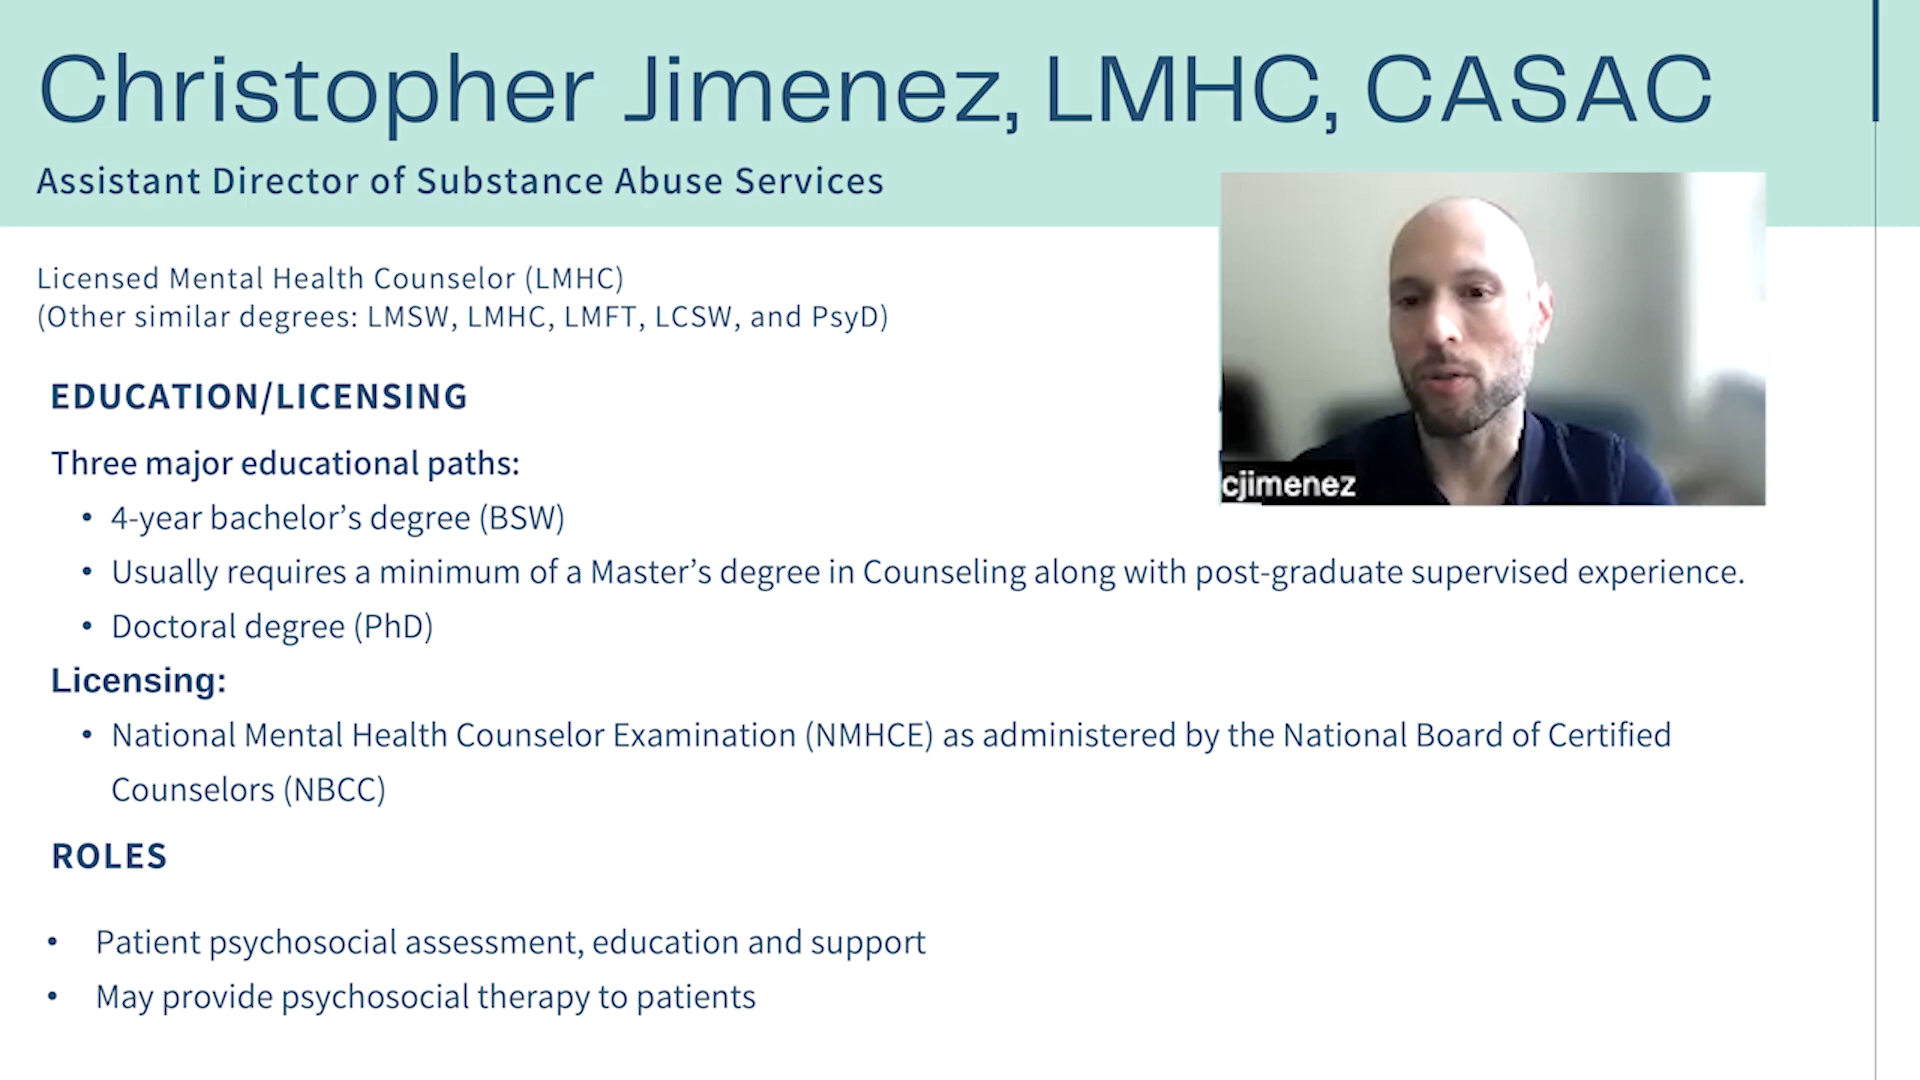 Christopher Jimenez, LMHC, CASAC
Assistant Director of Substance Abuse Services
Licensed Mental Health Counselor (LMHC)
(Other similar degrees: LMSW, LMHC, LMFT, LCSW, and PsyD)
cjimenez
EDUCATION/LICENSING
Three major educational paths:
• 4-year bachelor’s degree (BSW)
• Usually requires a minimum of a Master’s degree in Counseling along with post-graduate supervised experience.
• Doctoral degree (PhD)
Licensing:
• National Mental Health Counselor Examination (NMHCE) as administered by the National Board of Certified
Counselors (NBCC)
ROLES
• Patient psychosocial assessment, education and support
• May provide psychosocial therapy to patients